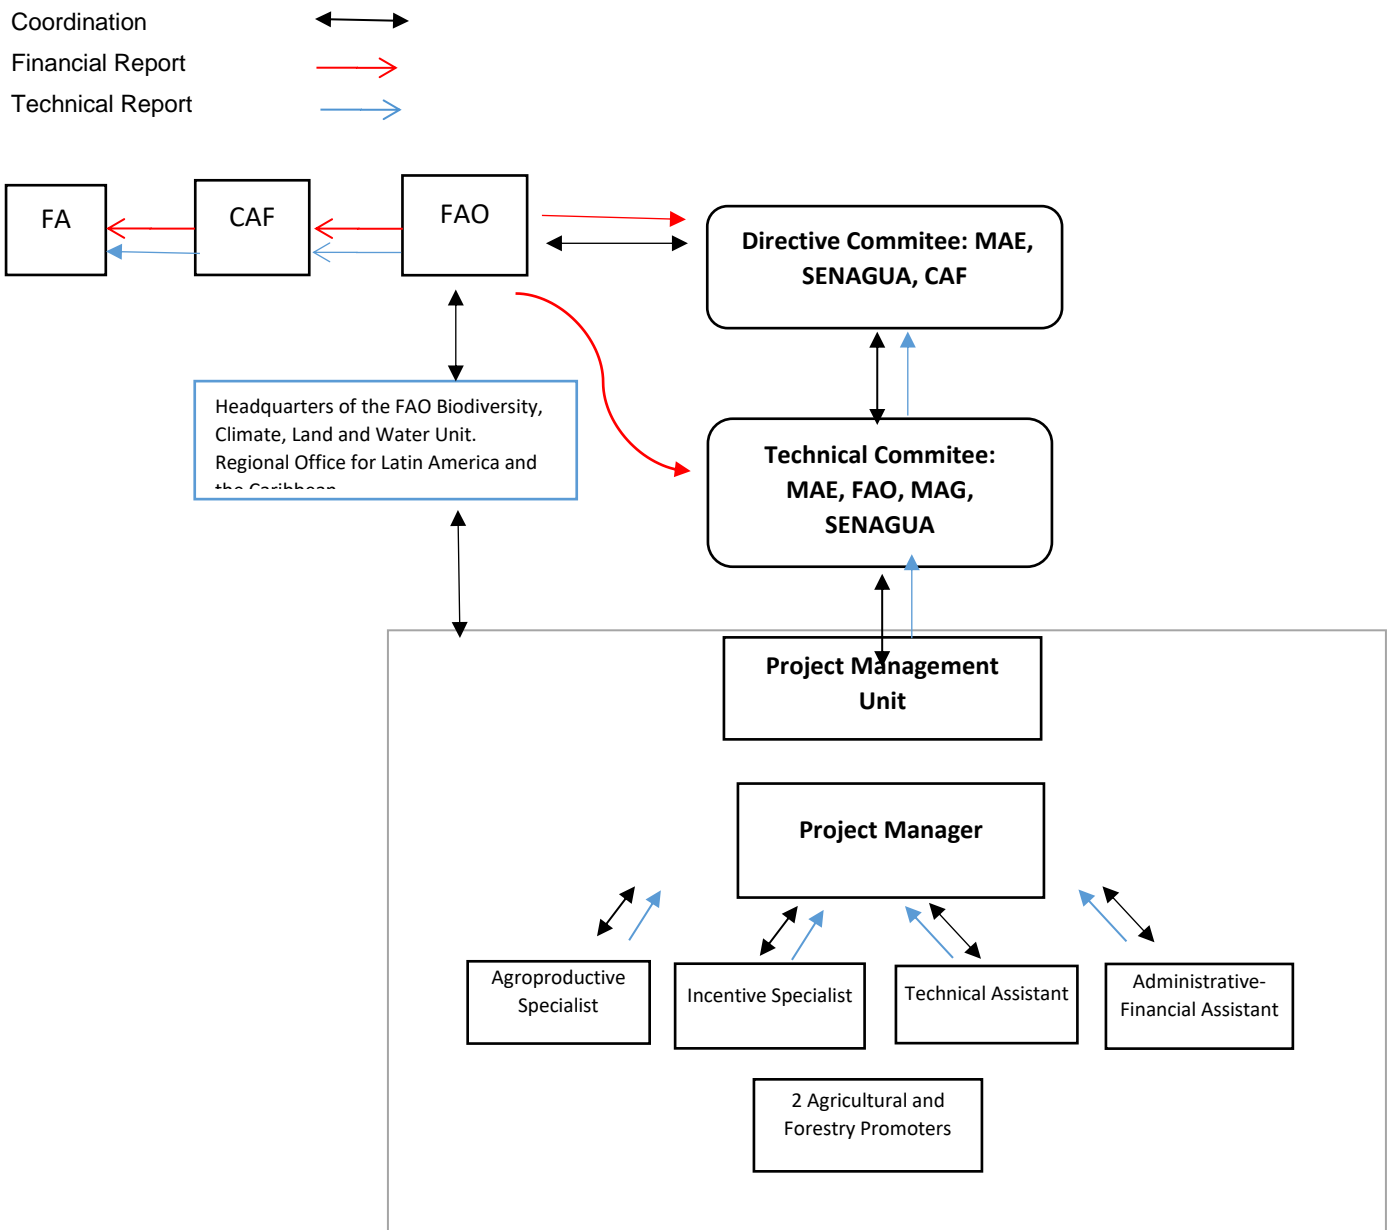 Coordination
Financial Report
Technical Report
FA
CAF
FAO
Directive Commitee: MAE,
SENAGUA, CAF
Headquarters of the FAO Biodiversity,
Climate, Land and Water Unit.
Regional Office for Latin America and
the Caribbean
Technical Commitee:
MAE, FAO, MAG,
SENAGUA
Project Management
Unit
Project Manager
Agroproductive
Specialist
Incentive Specialist
Technical Assistant
Administrative-
Financial Assistant
2 Agricultural and
Forestry Promoters